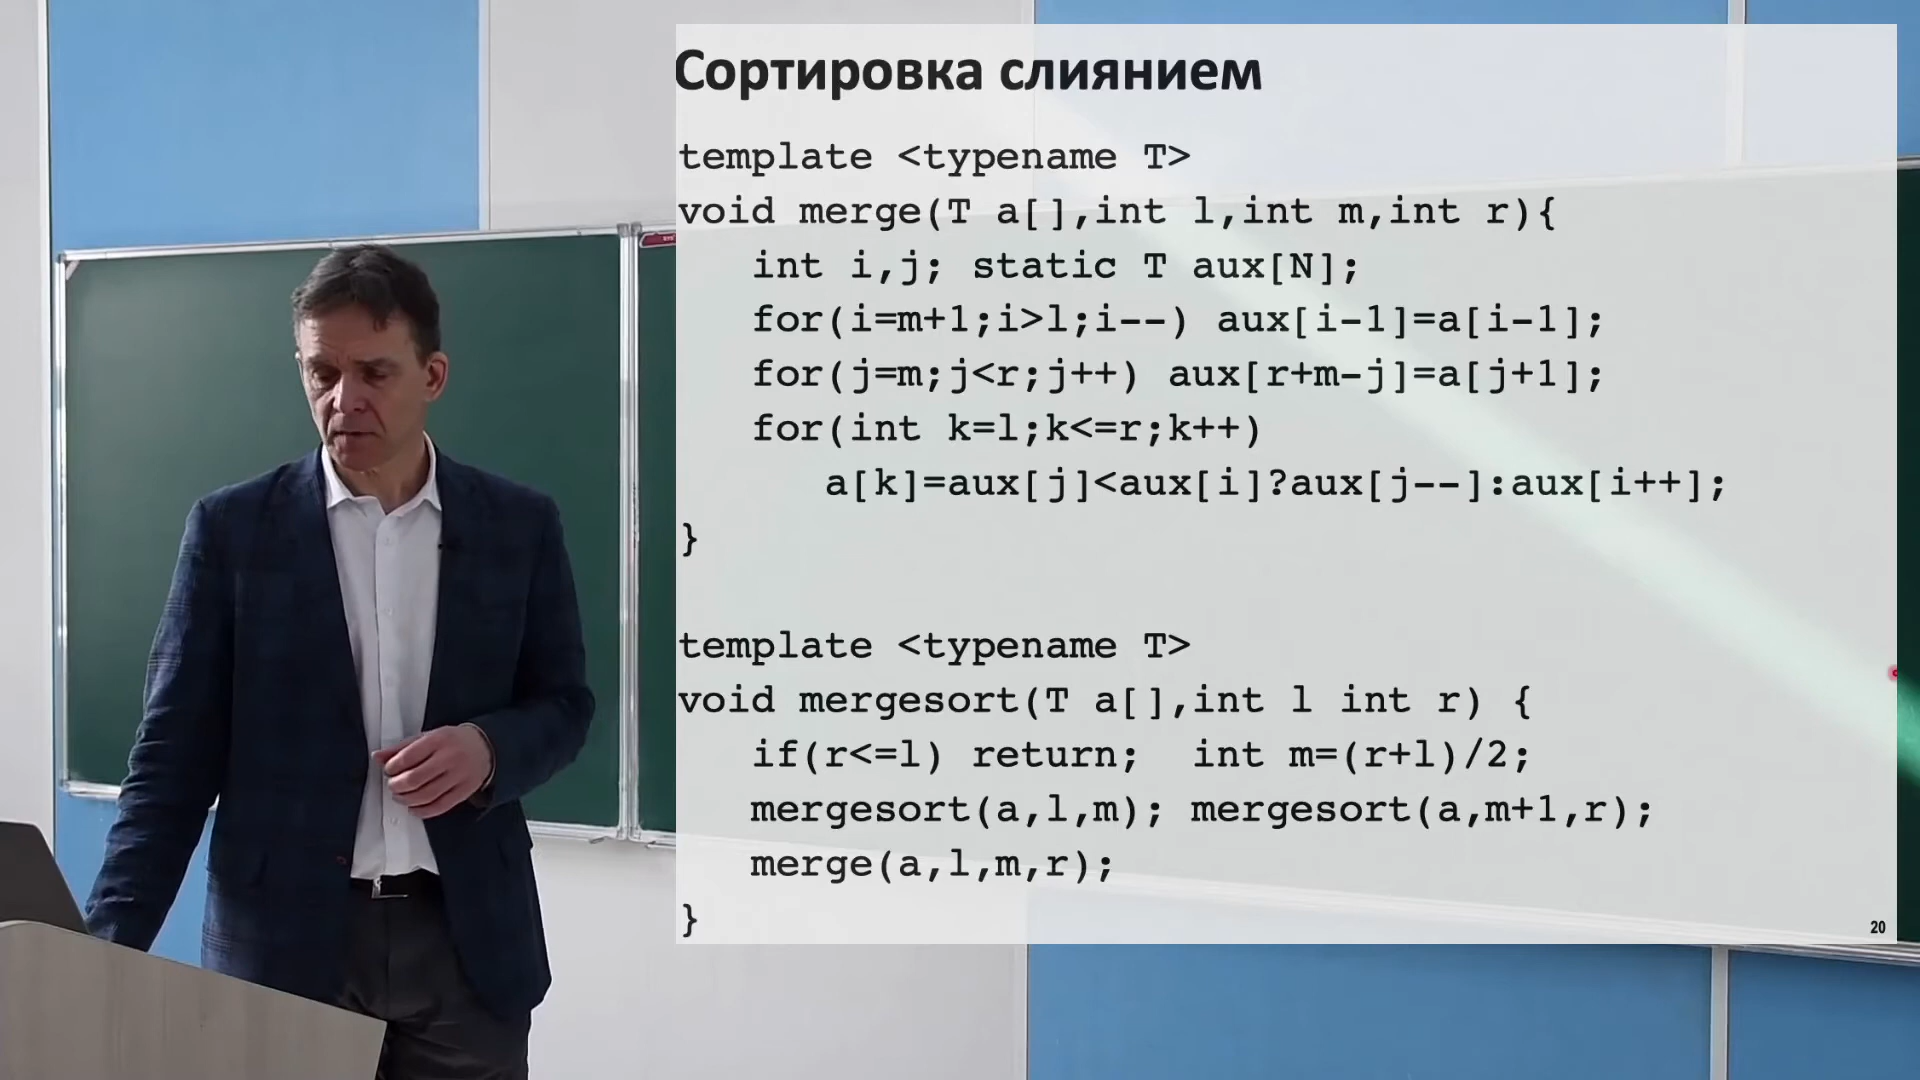 Сортировка слиянием
template <typename T>
void merge(T a[],int l,int m,int r){
int i,j; static T aux[N];
for(i=m+1;i>l;i--) aux[i-1]=a[i-1];
for(j=m;j<r;j++) aux[r+m-j]=a[j+1];
for(int k=l;k<=r;k++)
a[k]=aux[j]<aux[i]?aux[j--]:aux[i++];
}
template <typename T>
void mergesort(T a[],int l int r) {
if(r<=l) return; int m=(r+l)/2;
mergesort(a,l,m); mergesort(a,m+1,r);
merge(a,l,m,r);
}
20